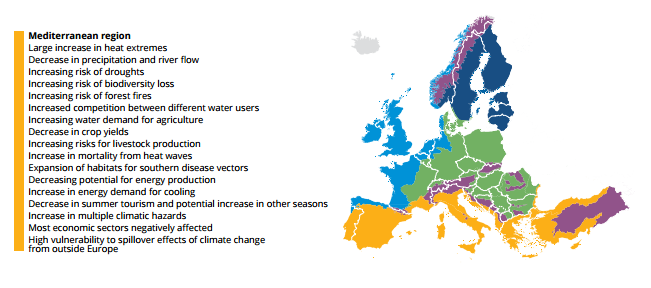 Mediterranean region
Large increase in heat extremes
Decrease in precipitation and river flow
Increasing risk of droughts
Increasing risk of biodiversity loss
Increasing risk of forest fires
Increased competition between different water users
Increasing water demand for agriculture
Decrease in crop yields
Increasing risks for livestock production
Increase in mortality from heat waves
Expansion of habitats for southern disease vectors
Decreasing potential for energy production
Increase in energy demand for cooling
Decrease in summer tourism and potential increase in other seasons
Increase in multiple climatic hazards
Most economic sectors negatively affected
High vulnerability to spillover effects of climate change
from outside Europe